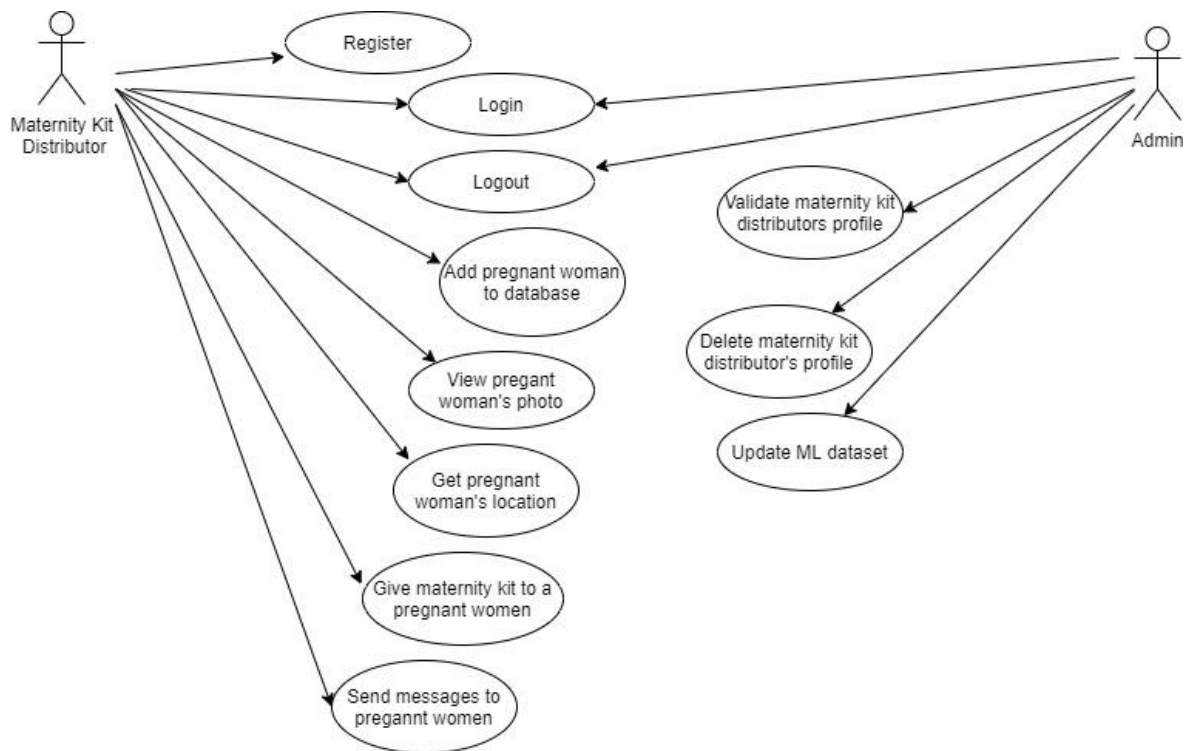 Register
Login
Maternity Kit
Distributor
Admin
Logout
Validate maternity kit
distributors profile
Add pregnant woman
to database
Delete maternity kit
distributor's profile
View pregant
woman's photo
Update ML dataset
Get pregnant
woman's location
Give maternity kit to a
pregnant women
Send messages to
pregannt women